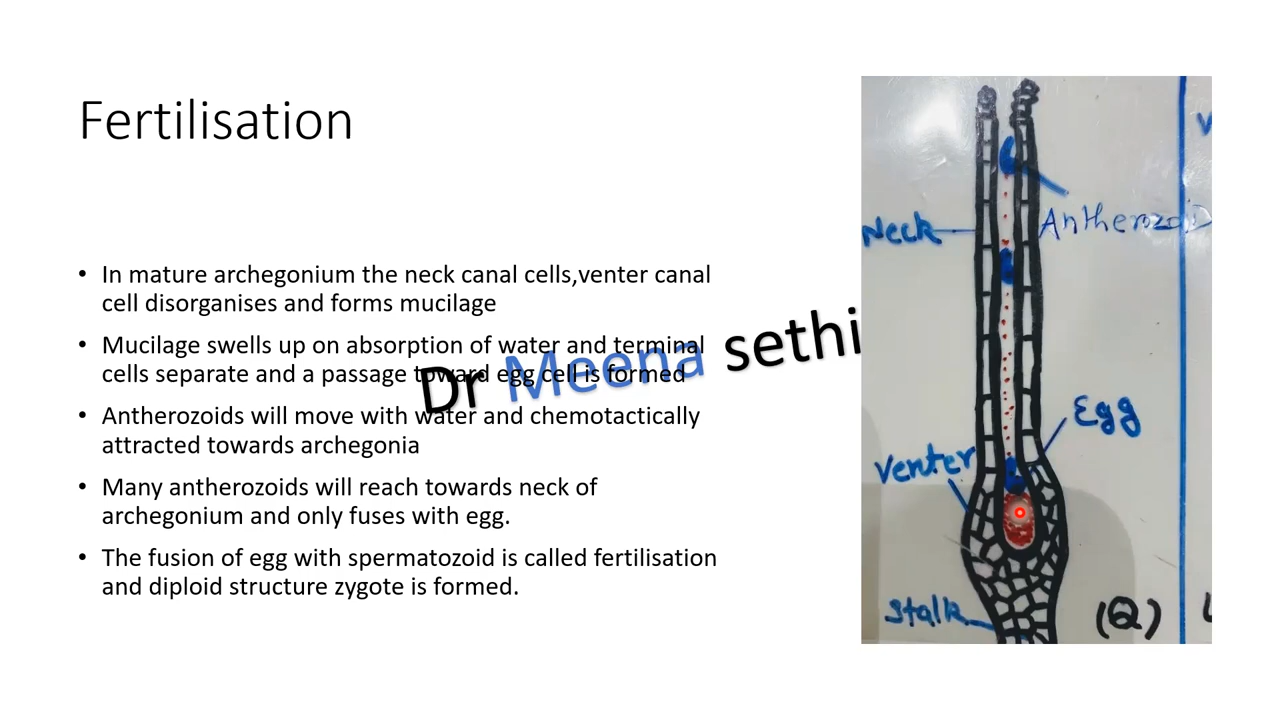 Fertilisation
• In mature archegonium the neck canal cells,venter canal
cell disorganises and forms mucilage
• Mucilage swells up on absorption of water and terminal
cells separate and a passage toward egg cell is formed
Dr Meena sethi
• Antherozoids will move with water and chemotactically
attracted towards archegonia
• Many antherozoids will reach towards neck of
archegonium and only fuses with egg.
• The fusion of egg with spermatozoid is called fertilisation
and diploid structure zygote is formed.
Neck
Antherozoid
Egg
Venter
Stalk
(Q)